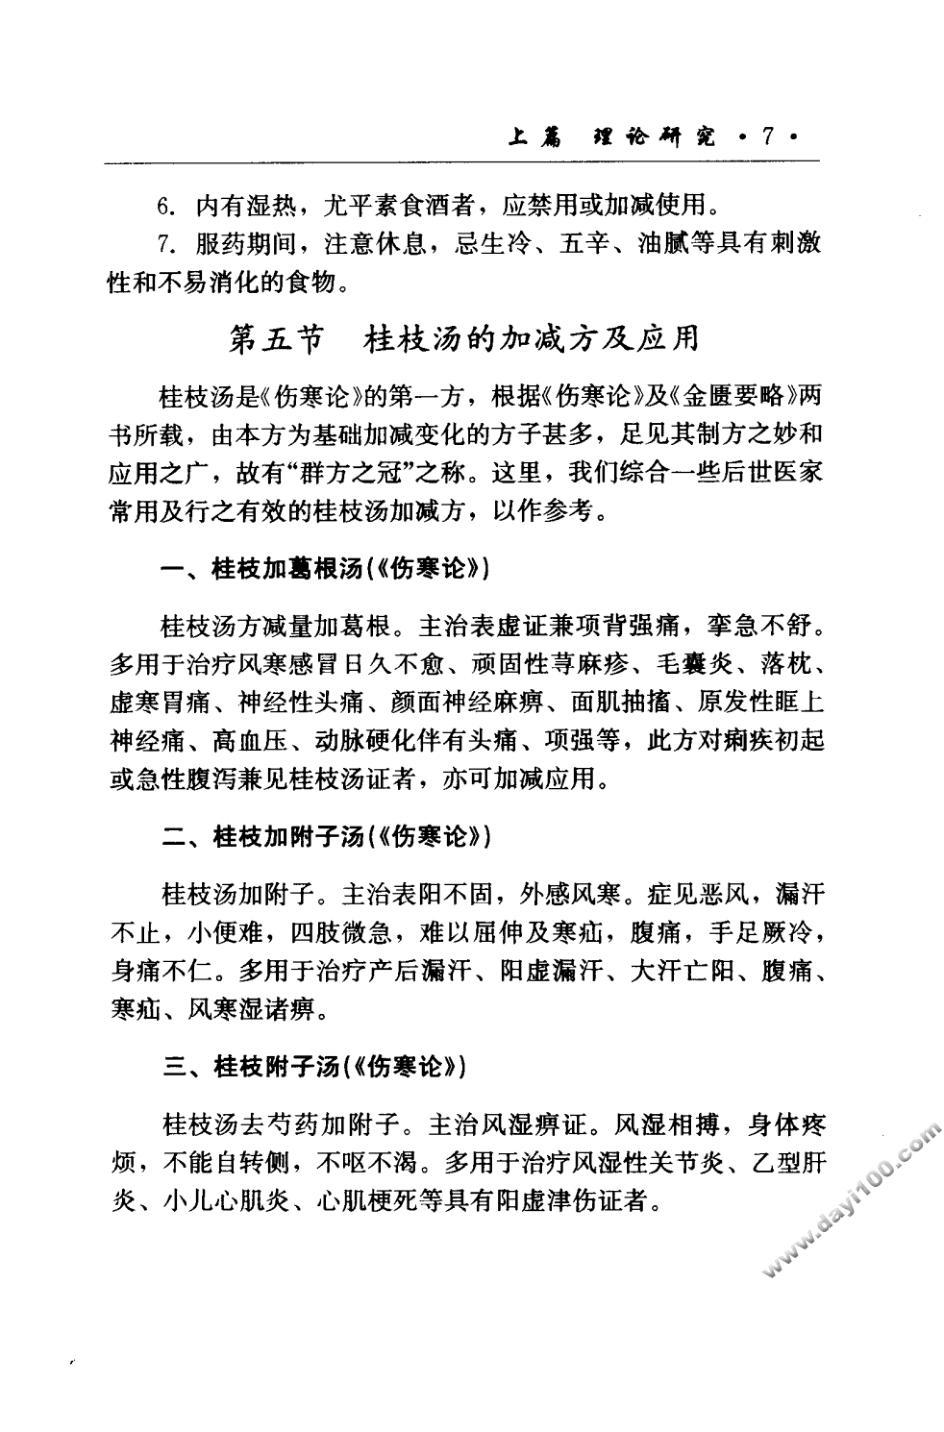 上篇 理论研究 ·7·
6. 内有湿热，尤平素食酒者，应禁用或加减使用。
7. 服药期间，注意休息，忌生冷、五辛、油腻等具有刺激
性和不易消化的食物。
第五节 桂枝汤的加减方及应用
桂枝汤是《伤寒论》的第一方，根据《伤寒论》及《金匮要略》两
书所载，由本方为基础加减变化的方子甚多，足见其制方之妙和
应用之广，故有“群方之冠”之称。这里，我们综合一些后世医家
常用及行之有效的桂枝汤加减方，以作参考。
一、桂枝加葛根汤(《伤寒论》)
桂枝汤方减量加葛根。主治表虚证兼项背强痛，挛急不舒。
多用于治疗风寒感冒日久不愈、顽固性荨麻疹、毛囊炎、落枕、
虚寒胃痛、神经性头痛、颜面神经麻痹、面肌抽搐、原发性眶上
神经痛、高血压、动脉硬化伴有头痛、项强等，此方对痢疾初起
或急性腹泻兼见桂枝汤证者，亦可加减应用。
二、桂枝加附子汤(《伤寒论》)
桂枝汤加附子。主治表阳不固，外感风寒。症见恶风，漏汗
不止，小便难，四肢微急，难以屈伸及寒疝，腹痛，手足厥冷，
身痛不仁。多用于治疗产后漏汗、阳虚漏汗、大汗亡阳、腹痛、
寒疝、风寒湿诸痹。
三、桂枝附子汤(《伤寒论》)
桂枝汤去芍药加附子。主治风湿痹证。风湿相搏，身体疼
烦，不能自转侧，不呕不渴。多用于治疗风湿性关节炎、乙型肝
炎、小儿心肌炎、心肌梗死等具有阳虚津伤证者。
www.dayi100.com